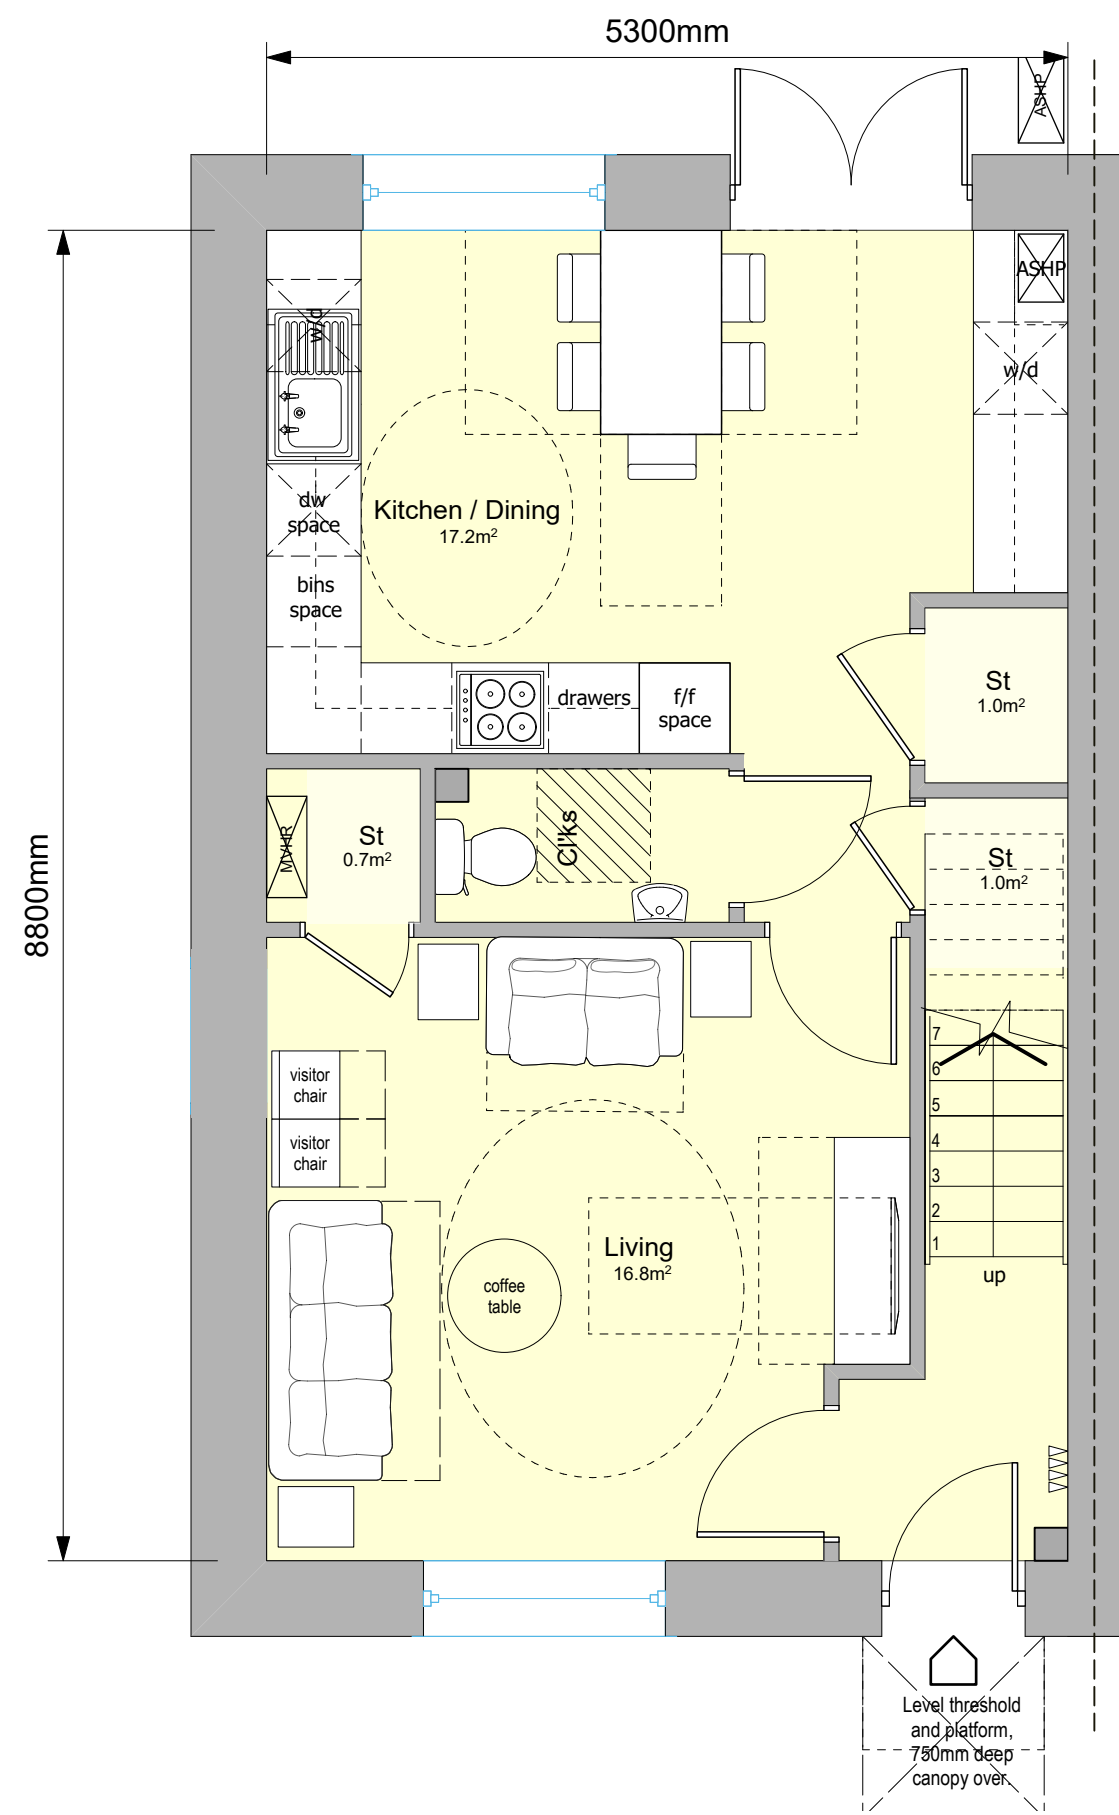 5300mm
ASHP
ASHP
w/d
w/d
dw
space
Kitchen / Dining
17.2m²
bins
space
drawers
f/f
space
St
1.0m²
MVHR
St
0.7m²
Cl'ks
St
1.0m²
8800mm
7
6
5
4
3
2
1
up
visitor
chair
visitor
chair
Living
16.8m²
coffee
table
Level threshold
and platform,
750mm deep
canopy over.